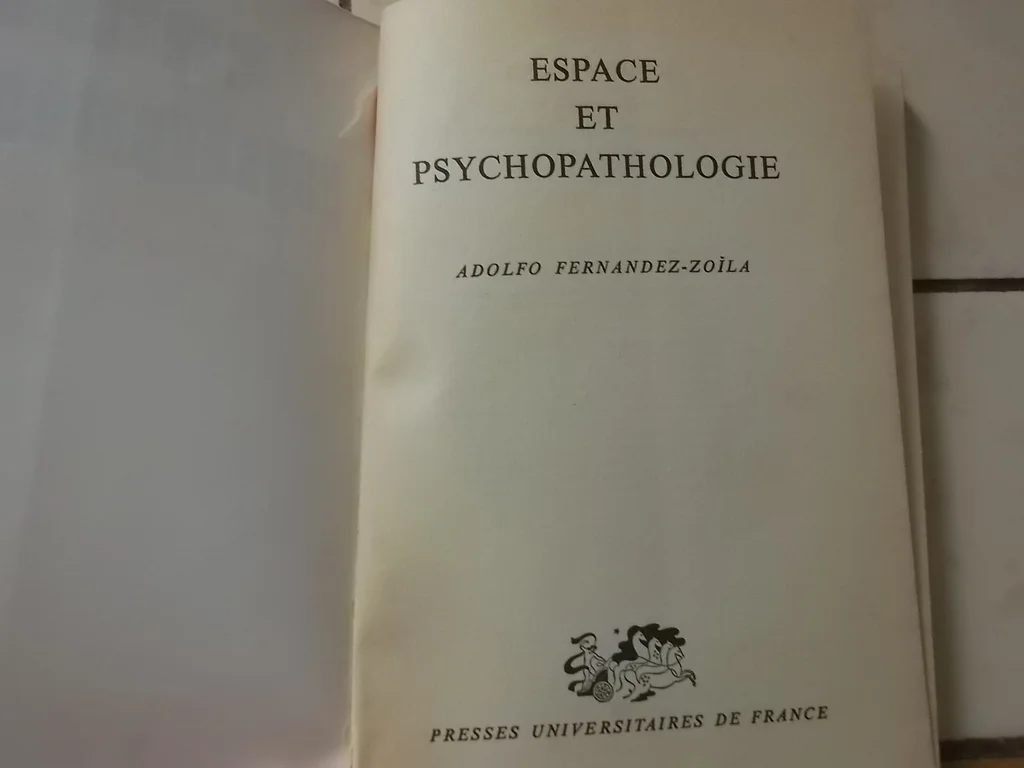 ESPACE
ET
PSYCHOPATHOLOGIE
ADOLFO FERNANDEZ-ZOÏLA
PRESSES UNIVERSITAIRES DE FRANCE